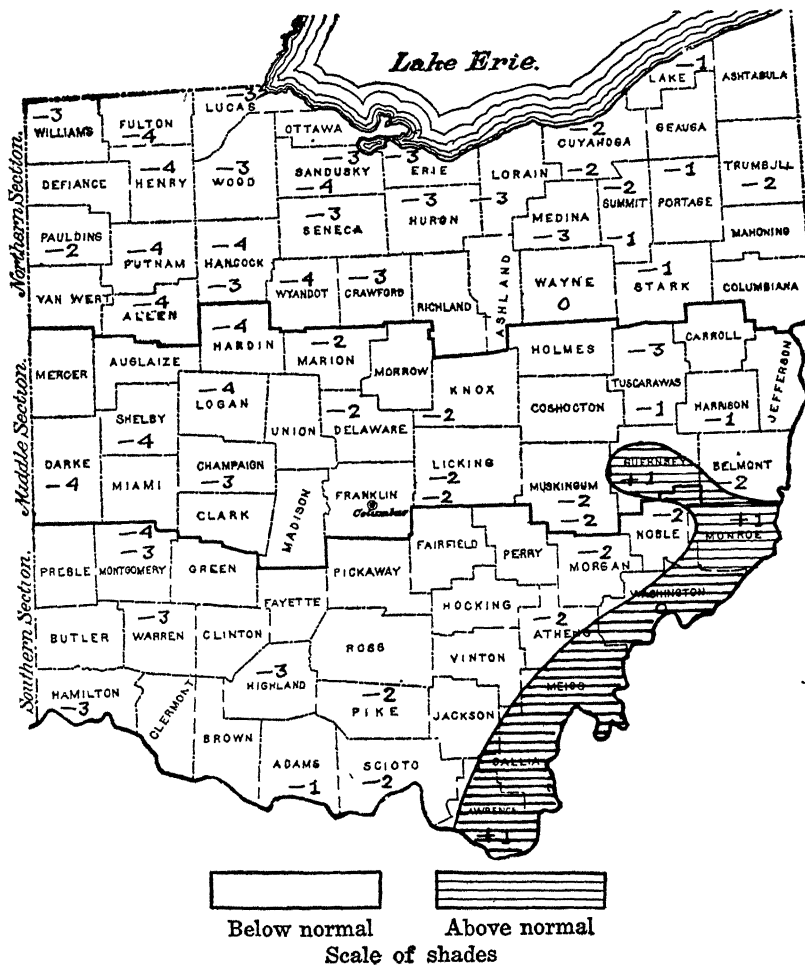 Lake Erie.
LAKE -1
ASHTABULA
-3 WILLIAMS
FULTON -4
LUCAS -3
OTTAWA
-2 CUYAHOGA -2
GEAUGA
DEFIANCE
-4 HENRY
-3 WOOD
-3 SANDUSKY -4
-3 ERIE
LORAIN -3
-2 SUMMIT -1
-1 PORTAGE
TRUMBULL -2
PAULDING -2
-4 PUTNAM
-4 HANCOCK -3
-3 SENECA
-3 HURON
MEDINA -3
MAHONING
VAN WERT
-4 ALLEN
-4 WYANDOT
-3 CRAWFORD
RICHLAND
ASHLAND
WAYNE 0
-1 STARK
COLUMBIANA
Northern Section.
MERCER
AUGLAIZE
-4 HARDIN
-2 MARION
MORROW
KNOX -2
HOLMES
-3 TUSCARAWAS -1
CARROLL
JEFFERSON
SHELBY -4
-4 LOGAN
UNION
-2 DELAWARE
COSHOCTON
-1 HARRISON
DARKE -4
MIAMI
CHAMPAIGN -3
CLARK
MADISON
FRANKLIN
Columbus
LICKING -2
-2
MUSKINGUM -2
-2
GUERNSEY +1
BELMONT -2
Middle Section.
PREBLE
-4
-3 MONTGOMERY
GREEN
FAYETTE
PICKAWAY
FAIRFIELD
PERRY
-2 MORGAN
-2 NOBLE
+1 MONROE
WASHINGTON
0
BUTLER
-3 WARREN
CLINTON
ROSS
HOCKING
-2 ATHENS
VINTON
MEIGS
HAMILTON -3
CLERMONT
-3 HIGHLAND
-2 PIKE
JACKSON
GALLIA
BROWN
ADAMS -1
SCIOTO -2
LAWRENCE +1
Southern Section.
Below normal
Above normal
Scale of shades